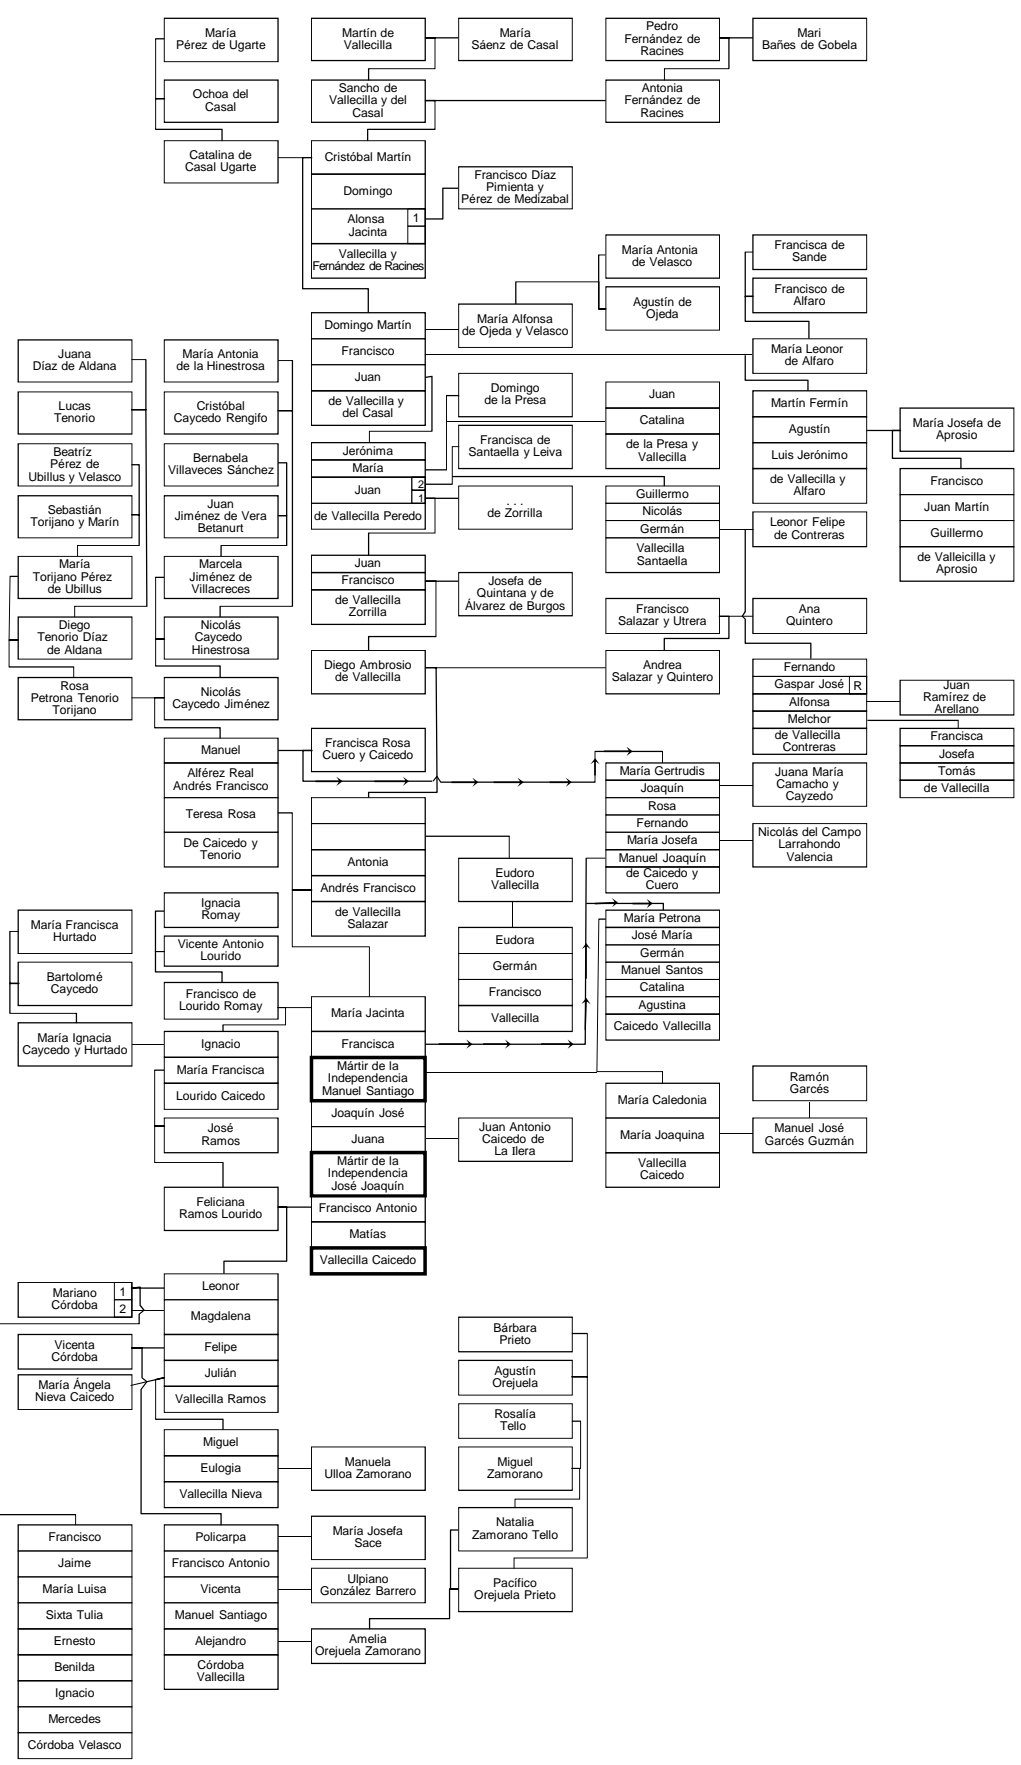 María
Pérez de Ugarte
Martín de
Vallecilla
María
Sáenz de Casal
Pedro
Fernández de
Racines
Mari
Bañes de Gobela
Ochoa del
Casal
Sancho de
Vallecilla y del
Casal
Antonia
Fernández de
Racines
Catalina de
Casal Ugarte
Cristóbal Martín
Domingo
Alonsa
Jacinta
1
Vallecilla y
Fernández de Racines
Francisco Díaz
Pimienta y
Pérez de Medizabal
María Antonia
de Velasco
Agustín de
Ojeda
Francisca de
Sande
Francisco de
Alfaro
Domingo Martín
Francisco
Juan
de Vallecilla y
del Casal
María Alfonsa
de Ojeda y Velasco
María Leonor
de Alfaro
Juana
Díaz de Aldana
María Antonia
de la Hinestrosa
Lucas
Tenorio
Cristóbal
Caycedo Rengifo
Beatríz
Pérez de
Ubillus y Velasco
Bernabela
Villaveces Sánchez
Sebastián
Torijano y Marín
Juan
Jiménez de Vera
Betanurt
María
Torijano Pérez
de Ubillus
Marcela
Jiménez de
Villacreces
Diego
Tenorio Díaz
de Aldana
Nicolás
Caycedo
Hinestrosa
Rosa
Petrona Tenorio
Torijano
Nicolás
Caycedo Jiménez
Jerónima
María
Juan
2
1
de Vallecilla Peredo
Domingo
de la Presa
Francisca de
Santaella y Leiva
. . .
de Zorrilla
Juan
Catalina
de la Presa y
Vallecilla
Martín Fermín
Agustín
Luis Jerónimo
de Vallecilla y
Alfaro
María Josefa de
Aprosio
Francisco
Juan Martín
Guillermo
de Valleicilla y
Aprosio
Guillermo
Nicolás
Germán
Vallecilla
Santaella
Leonor Felipe
de Contreras
Juan
Francisco
de Vallecilla
Zorrilla
Josefa de
Quintana y de
Álvarez de Burgos
Francisco
Salazar y Utrera
Ana
Quintero
Diego Ambrosio
de Vallecilla
Andrea
Salazar y Quintero
Fernando
Gaspar José
R
Alfonsa
Melchor
de Vallecilla
Contreras
Juan
Ramírez de
Arellano
Francisca
Josefa
Tomás
de Vallecilla
Manuel
Alférez Real
Andrés Francisco
Teresa Rosa
De Caicedo y
Tenorio
Francisca Rosa
Cuero y Caicedo
Antonia
Andrés Francisco
de Vallecilla
Salazar
Eudoro
Vallecilla
Eudora
Germán
Francisco
Vallecilla
María Gertrudis
Joaquín
Rosa
Fernando
María Josefa
Manuel Joaquín
de Caicedo y
Cuero
Juana María
Camacho y
Cayzedo
Nicolás del Campo
Larrahondo
Valencia
María Petrona
José María
Germán
Manuel Santos
Catalina
Agustina
Caicedo Vallecilla
Ignacia
Romay
María Francisca
Hurtado
Vicente Antonio
Lourido
Bartolomé
Caycedo
Francisco de
Lourido Romay
María Ignacia
Caycedo y Hurtado
Ignacio
María Francisca
Lourido Caicedo
José
Ramos
Feliciana
Ramos Lourido
María Jacinta
Francisca
Mártir de la
Independencia
Manuel Santiago
Joaquín José
Juana
Mártir de la
Independencia
José Joaquín
Francisco Antonio
Matías
Vallecilla Caicedo
Juan Antonio
Caicedo de
La Ilera
María Caledonia
María Joaquina
Vallecilla
Caicedo
Ramón
Garcés
Manuel José
Garcés Guzmán
Mariano
Córdoba
1
2
Vicenta
Córdoba
María Ángela
Nieva Caicedo
Leonor
Magdalena
Felipe
Julián
Vallecilla Ramos
Miguel
Eulogia
Vallecilla Nieva
Manuela
Ulloa Zamorano
Bárbara
Prieto
Agustín
Orejuela
Rosalía
Tello
Miguel
Zamorano
Natalia
Zamorano Tello
Pacífico
Orejuela Prieto
Francisco
Jaime
María Luisa
Sixta Tulia
Ernesto
Benilda
Ignacio
Mercedes
Córdoba Velasco
Policarpa
Francisco Antonio
Vicenta
Manuel Santiago
Alejandro
Córdoba
Vallecilla
María Josefa
Sace
Ulpiano
González Barrero
Amelia
Orejuela Zamorano